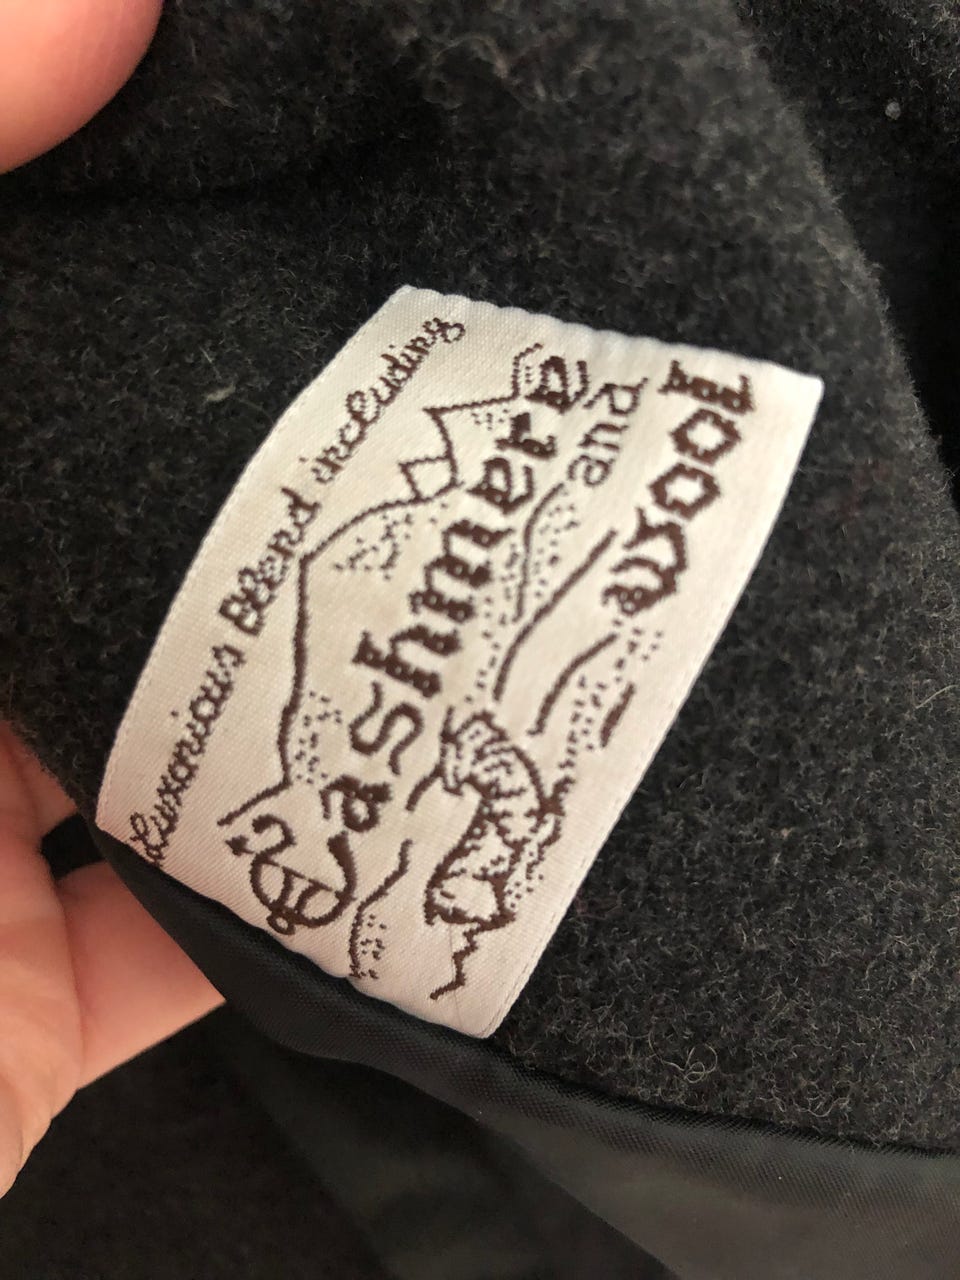 Luxurious Blend including
Cashmere
and
Wool